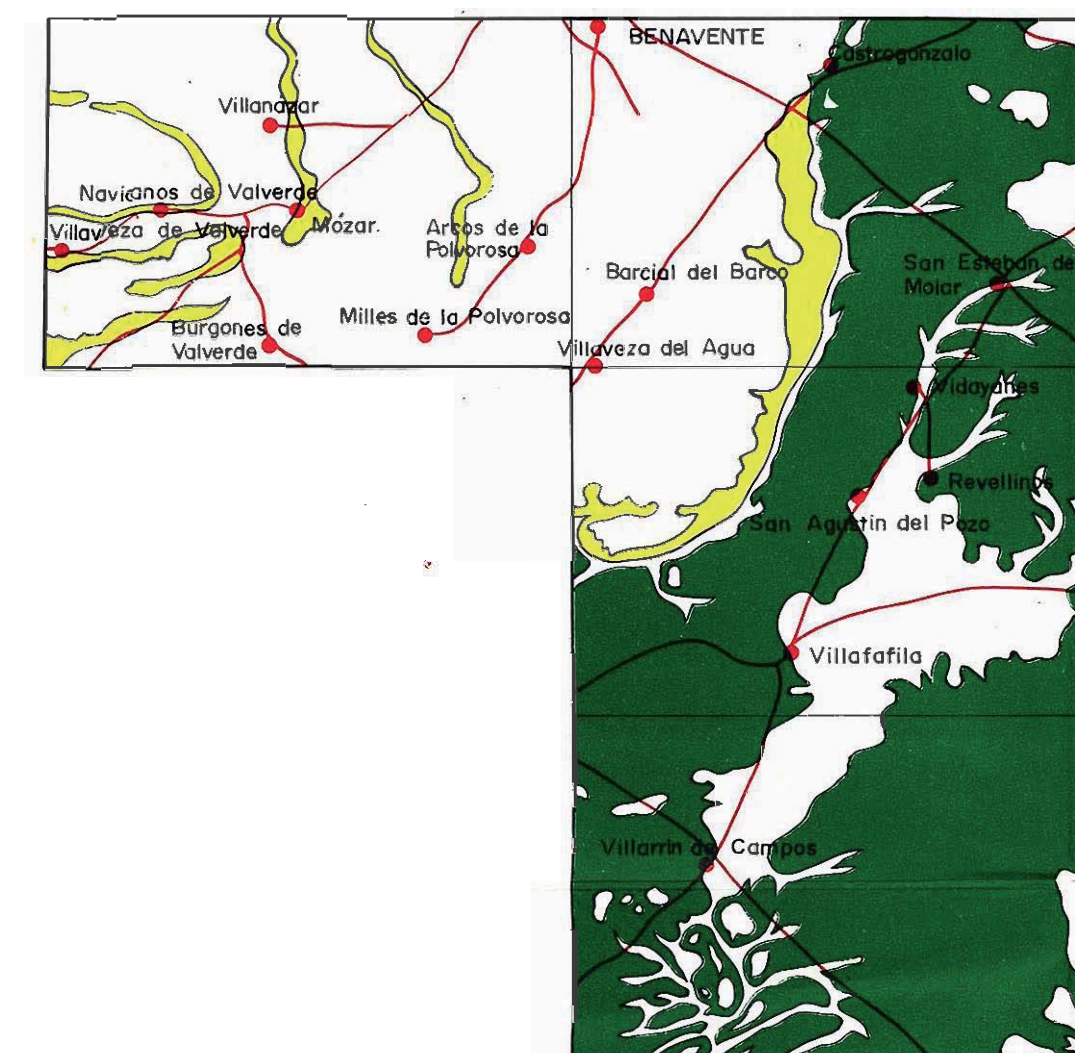 BENAVENTE
Castrogonzalo
Villanazar
Navianos de Valverde
Villaveza de Valverde
Mózar.
Arcos de la
Polvorosa
Barcial del Barco
San Esteban de
Molar
Milles de la Polvorosa
Burgones de
Valverde
Villaveza del Agua
Vidayanes
Revellinos
San Agustin del Pozo
Villafafila
Villarrin de Campos